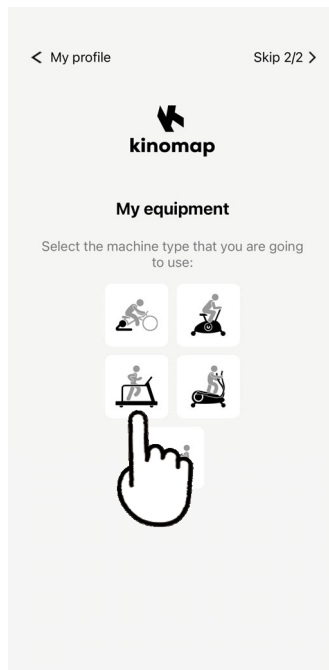 My profile
Skip 2/2
kinomap
My equipment
Select the machine type that you are going
to use: